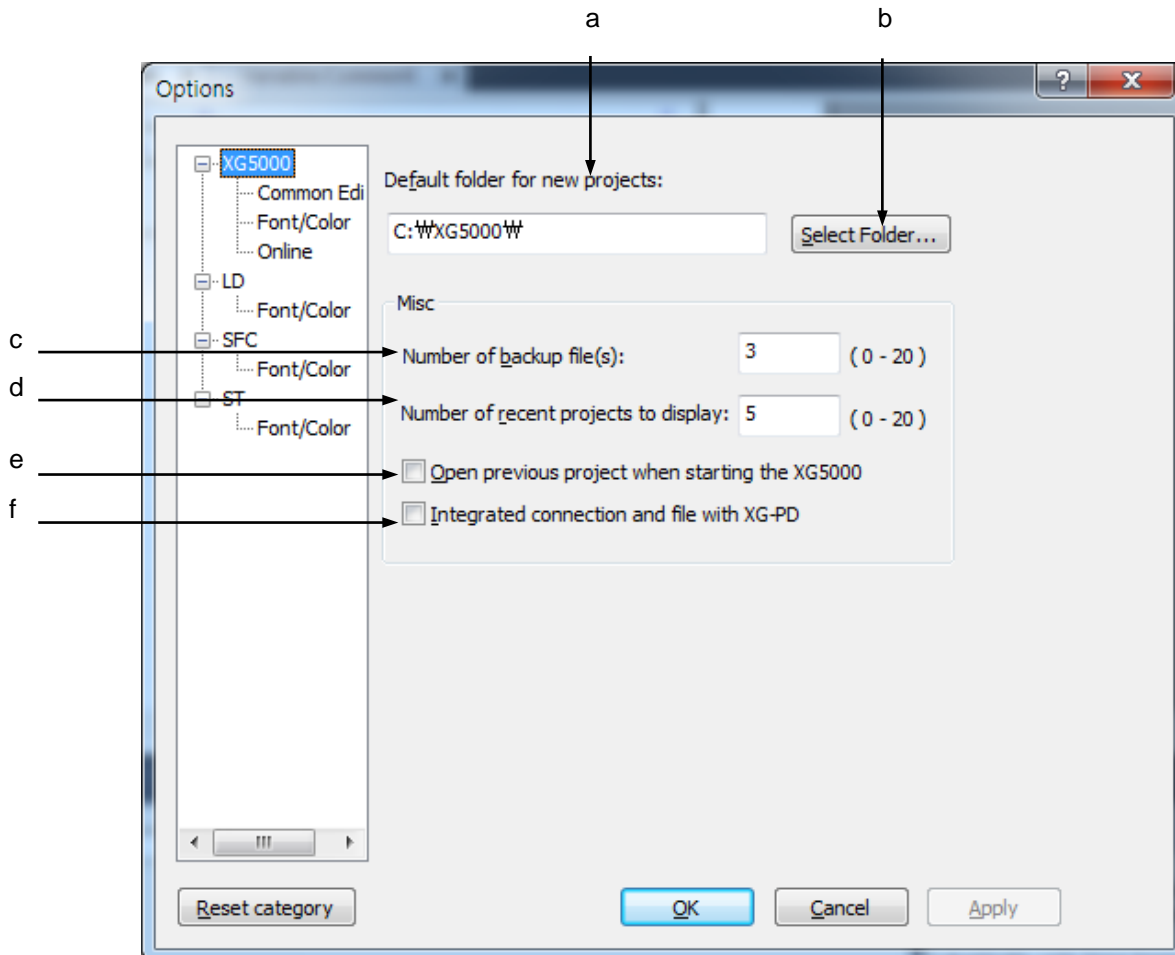 a
b
Options
?
X
XG5000
Common Edi
Font/Color
Online
LD
Font/Color
SFC
Font/Color
ST
Font/Color
Default folder for new projects:
C:₩XG5000₩
Select Folder...
Misc
c
Number of backup file(s):
3
( 0 - 20 )
d
Number of recent projects to display:
5
( 0 - 20 )
e
Open previous project when starting the XG5000
f
Integrated connection and file with XG-PD
Reset category
OK
Cancel
Apply